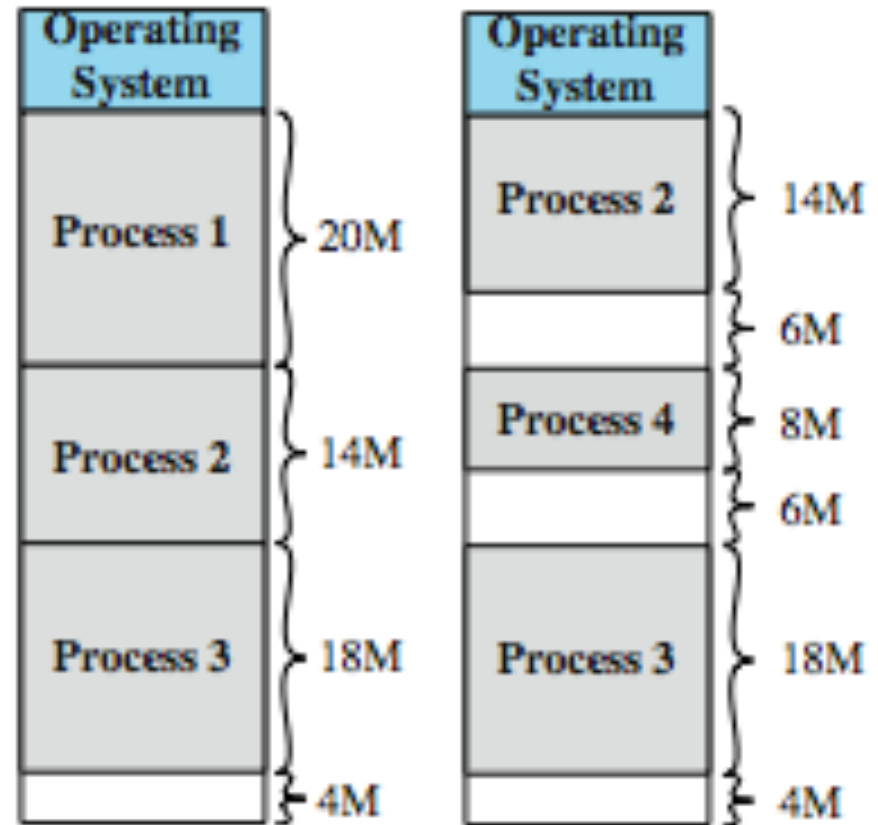 Operating
System
Process 1
20M
Process 2
14M
Process 3
18M
4M
Operating
System
Process 2
14M
6M
Process 4
8M
6M
Process 3
18M
4M